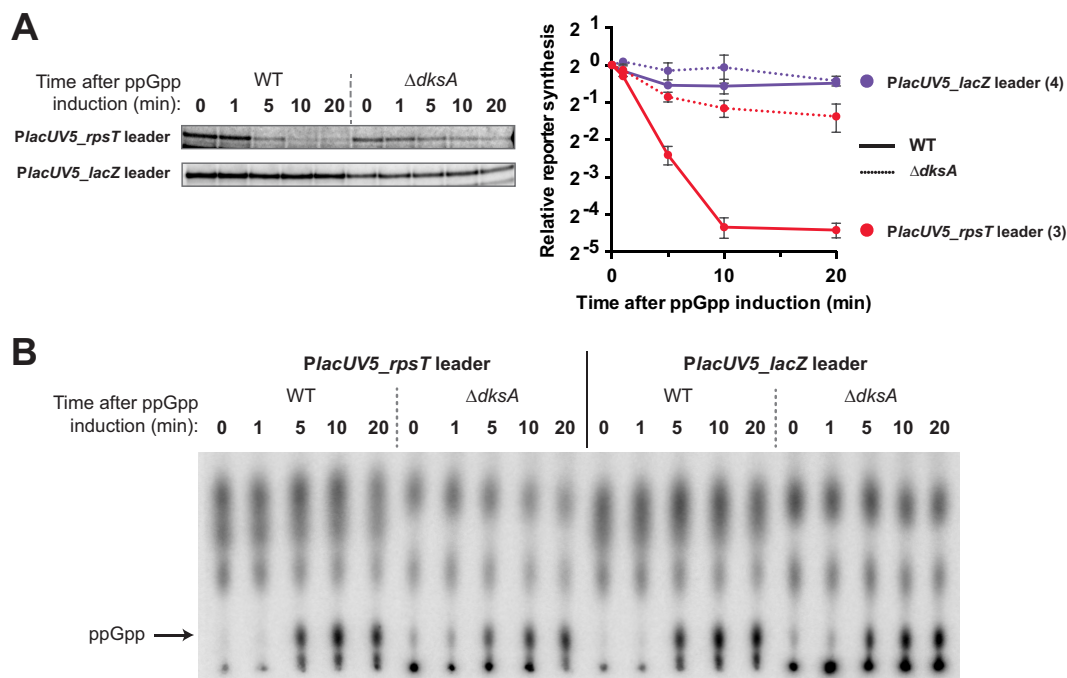 A
Time after ppGpp induction (min):
WT
ΔdksA
0 1 5 10 20 0 1 5 10 20
PlacUV5_rpsT leader
PlacUV5_lacZ leader
Relative reporter synthesis
2^1
2^0
2^-1
2^-2
2^-3
2^-4
2^-5
0 10 20
Time after ppGpp induction (min)
PlacUV5_lacZ leader (4)
WT
ΔdksA
PlacUV5_rpsT leader (3)
B
PlacUV5_rpsT leader
PlacUV5_lacZ leader
WT
ΔdksA
WT
ΔdksA
Time after ppGpp
induction (min):
0 1 5 10 20 0 1 5 10 20 0 1 5 10 20 0 1 5 10 20
ppGpp